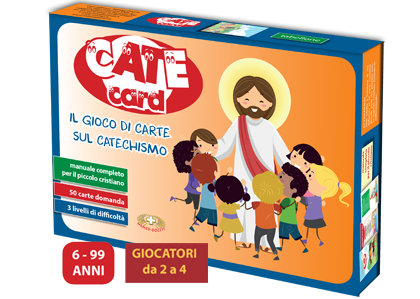 CATE
card
IL GIOCO DI CARTE
SUL CATECHISMO
manuale completo
per il piccolo cristiano
50 carte domanda
3 livelli di difficoltà
6 - 99
ANNI
GIOCATORI
da 2 a 4